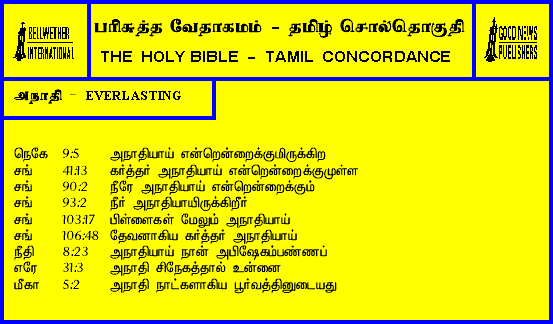 BELLWETHER
INTERNATIONAL
பரிசுத்த வேதாகமம் - தமிழ் சொல்தொகுதி
THE HOLY BIBLE - TAMIL CONCORDANCE
GOOD NEWS
PUBLISHERS
அநாதி - EVERLASTING
நெகே 9:5 அநாதியாய் என்றென்றைக்குமிருக்கிற
சங் 41:13 கர்த்தர் அநாதியாய் என்றென்றைக்குமுள்ள
சங் 90:2 நீரே அநாதியாய் என்றென்றைக்கும்
சங் 93:2 நீர் அநாதியாயிருக்கிறீர்
சங் 103:17 பிள்ளைகள் மேலும் அநாதியாய்
சங் 106:48 தேவனாகிய கர்த்தர் அநாதியாய்
நீதி 8:23 அநாதியாய் நான் அபிஷேகம்பண்ணப்
எரே 31:3 அநாதி சிநேகத்தால் உன்னை
மீகா 5:2 அநாதி நாட்களாகிய பூர்வத்தினுடையது